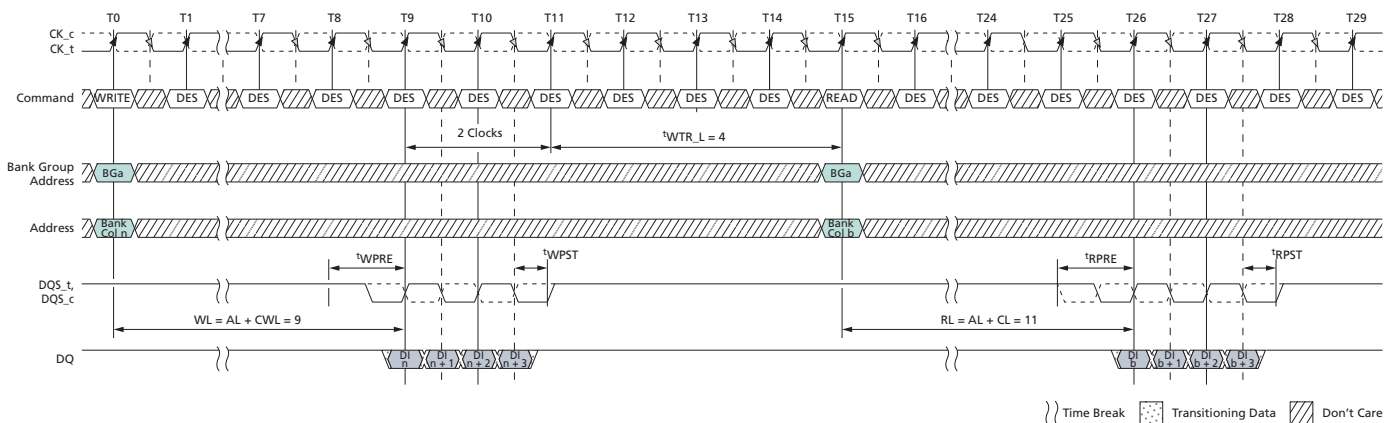 T0 T1 T7 T8 T9 T10 T11 T12 T13 T14 T15 T16 T24 T25 T26 T27 T28 T29
CK_c
CK_t
Command WRITE DES DES DES DES DES DES DES DES DES READ DES DES DES DES DES DES DES
2 Clocks tWTR_L = 4
Bank Group
Address BGa BGa
Address Bank Col n Bank Col b
tWPRE tWPST tRPRE tRPST
DQS_t,
DQS_c
WL = AL + CWL = 9 RL = AL + CL = 11
DQ DI n DI n + 1 DI n + 2 DI n + 3 DI b DI b + 1 DI b + 2 DI b + 3
Time Break Transitioning Data Don’t Care